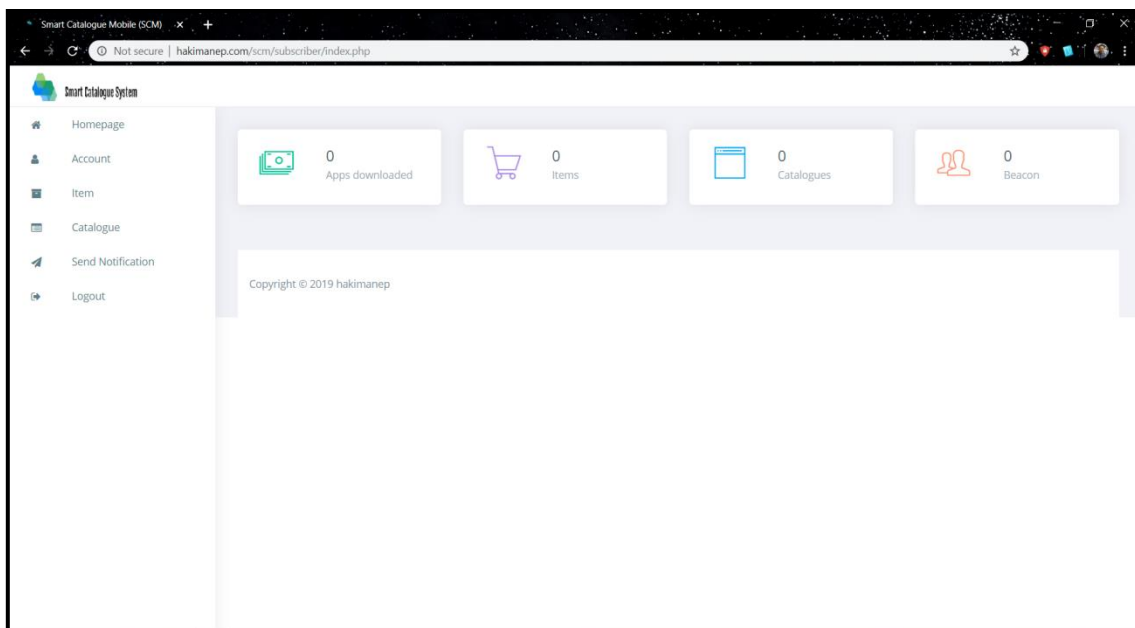 Smart Catalogue Mobile (SCM)
Not secure | hakimanep.com/scm/subscriber/index.php
Smart Catalogue System
Homepage
Account
Item
Catalogue
Send Notification
Logout
0
Apps downloaded
0
Items
0
Catalogues
0
Beacon
Copyright © 2019 hakimanep